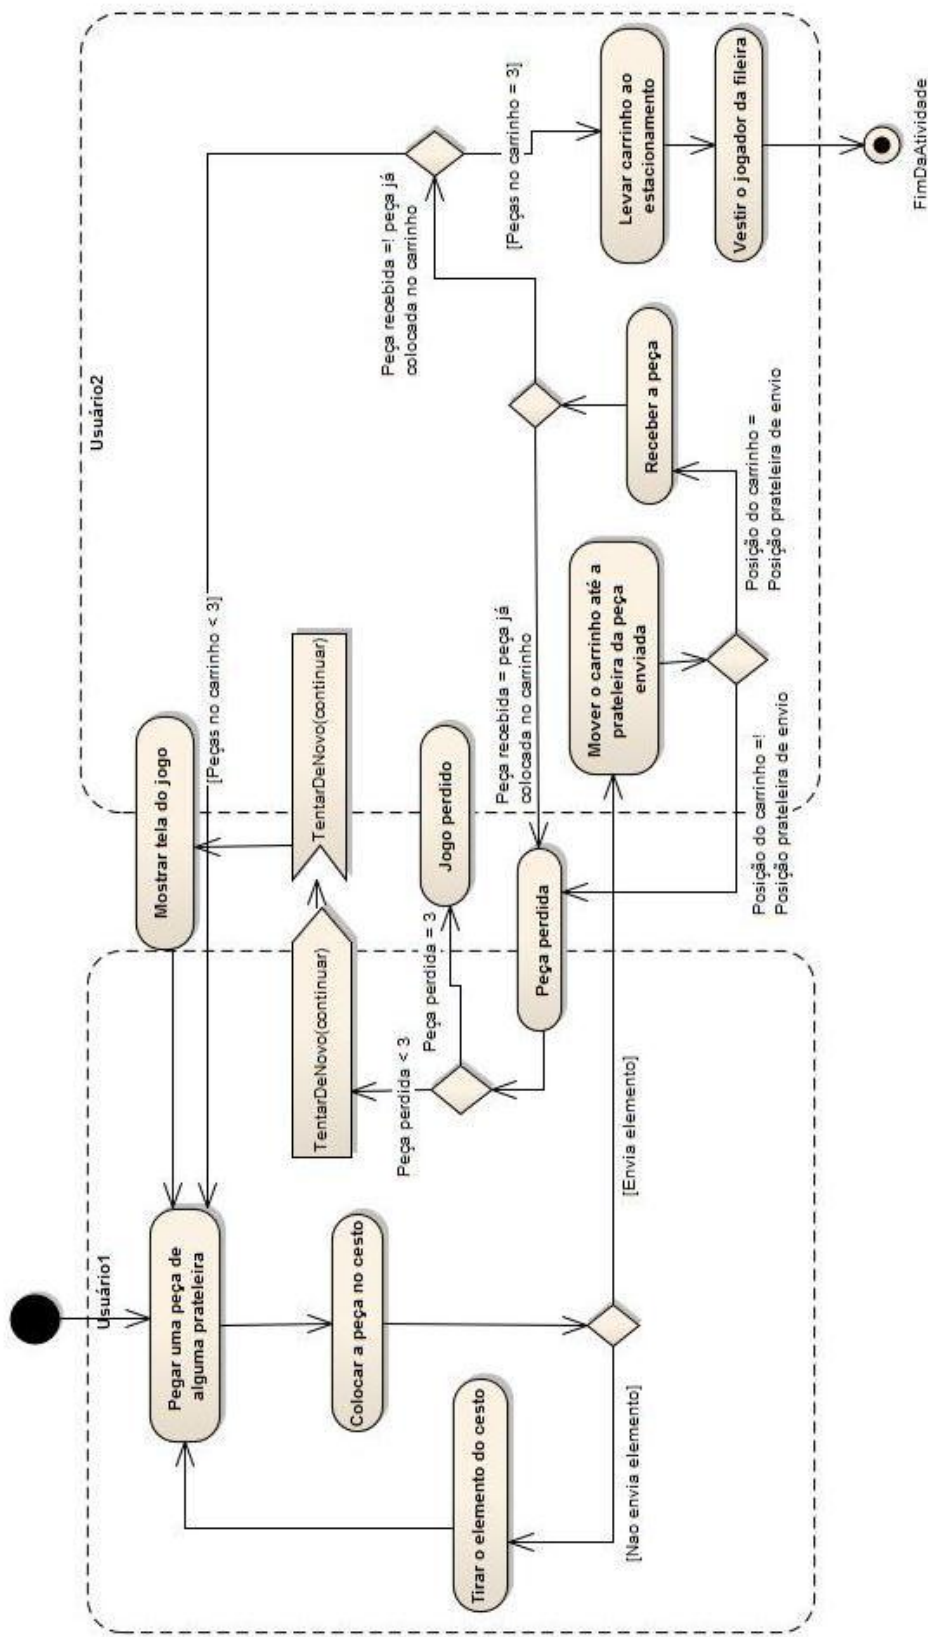 Usuário1
Pegar uma peça de
alguma prateleira
Colocar a peça no cesto
Tirar o elemento do cesto
[Nao envia elemento]
[Envia elemento]
Usuário2
Mostrar tela do jogo
[Peças no carrinho < 3]
TentarDeNovo(continuar)
TentarDeNovo(continuar)
Peça perdida < 3
Peça perdida = 3
Jogo perdido
Peça perdida
Peça recebida = peça já
colocada no carrinho
Mover o carrinho até a
prateleira da peça
enviada
Posição do carrinho =!
Posição prateleira de envio
Posição do carrinho =
Posição prateleira de envio
Receber a peça
Peça recebida =! peça já
colocada no carrinho
[Peças no carrinho = 3]
Levar carrinho ao
estacionamento
Vestir o jogador da fileira
FimDaAtividade